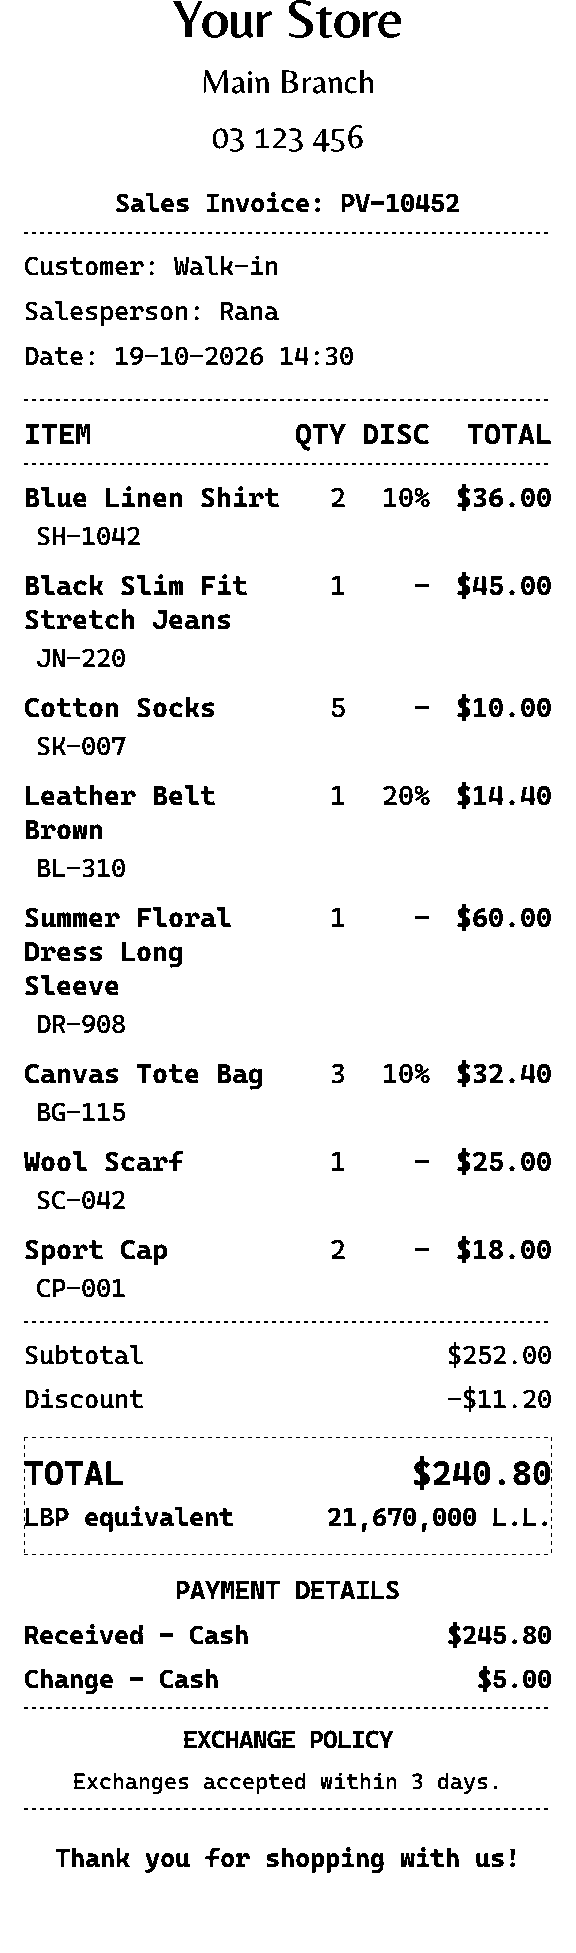 Your Store
Main Branch
03 123 456
Sales Invoice: PV-10452
Customer: Walk-in
Salesperson: Rana
Date: 19-10-2026 14:30
ITEM QTY DISC TOTAL
Blue Linen Shirt 2 10% $36.00
SH-1042
Black Slim Fit 1 - $45.00
Stretch Jeans
JN-220
Cotton Socks 5 - $10.00
SK-007
Leather Belt 1 20% $14.40
Brown
BL-310
Summer Floral 1 - $60.00
Dress Long
Sleeve
DR-908
Canvas Tote Bag 3 10% $32.40
BG-115
Wool Scarf 1 - $25.00
SC-042
Sport Cap 2 - $18.00
CP-001
Subtotal $252.00
Discount -$11.20
TOTAL $240.80
LBP equivalent 21,670,000 L.L.
PAYMENT DETAILS
Received - Cash $245.80
Change - Cash $5.00
EXCHANGE POLICY
Exchanges accepted within 3 days.
Thank you for shopping with us!